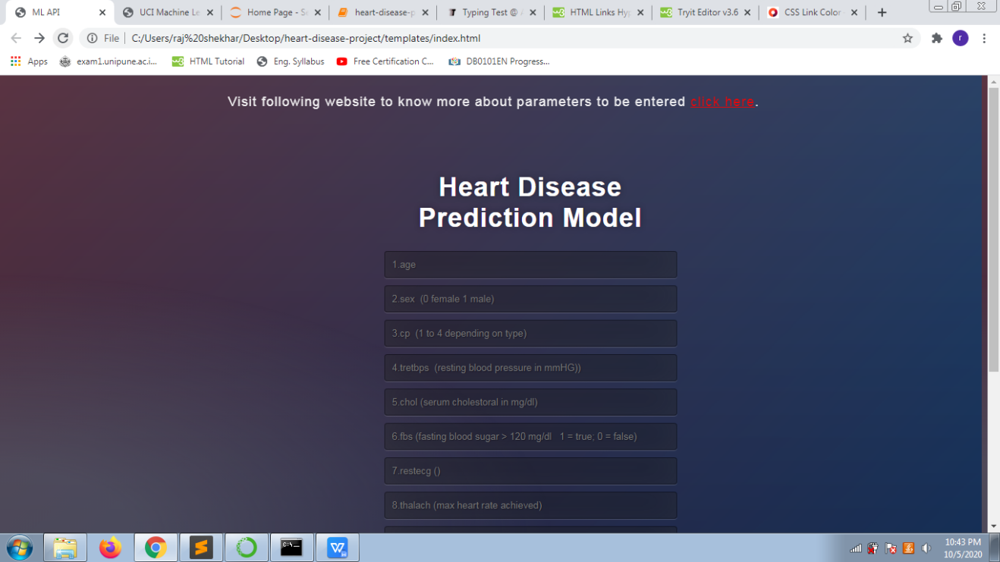 ML API
UCI Machine Le
Home Page - Se
heart-disease-p
Typing Test @ A
HTML Links Hyp
Tryit Editor v3.6
CSS Link Color
File
C:/Users/raj%20shekhar/Desktop/heart-disease-project/templates/index.html
r
Apps
exam1.unipune.ac.i...
HTML Tutorial
Eng. Syllabus
Free Certification C...
DB0101EN Progress...
Visit following website to know more about parameters to be entered click here.
Heart Disease
Prediction Model
1.age
2.sex (0 female 1 male)
3.cp (1 to 4 depending on type)
4.tretbps (resting blood pressure in mmHG))
5.chol (serum cholestoral in mg/dl)
6.fbs (fasting blood sugar > 120 mg/dl 1 = true; 0 = false)
7.restecg ()
8.thalach (max heart rate achieved)
10:43 PM
10/5/2020